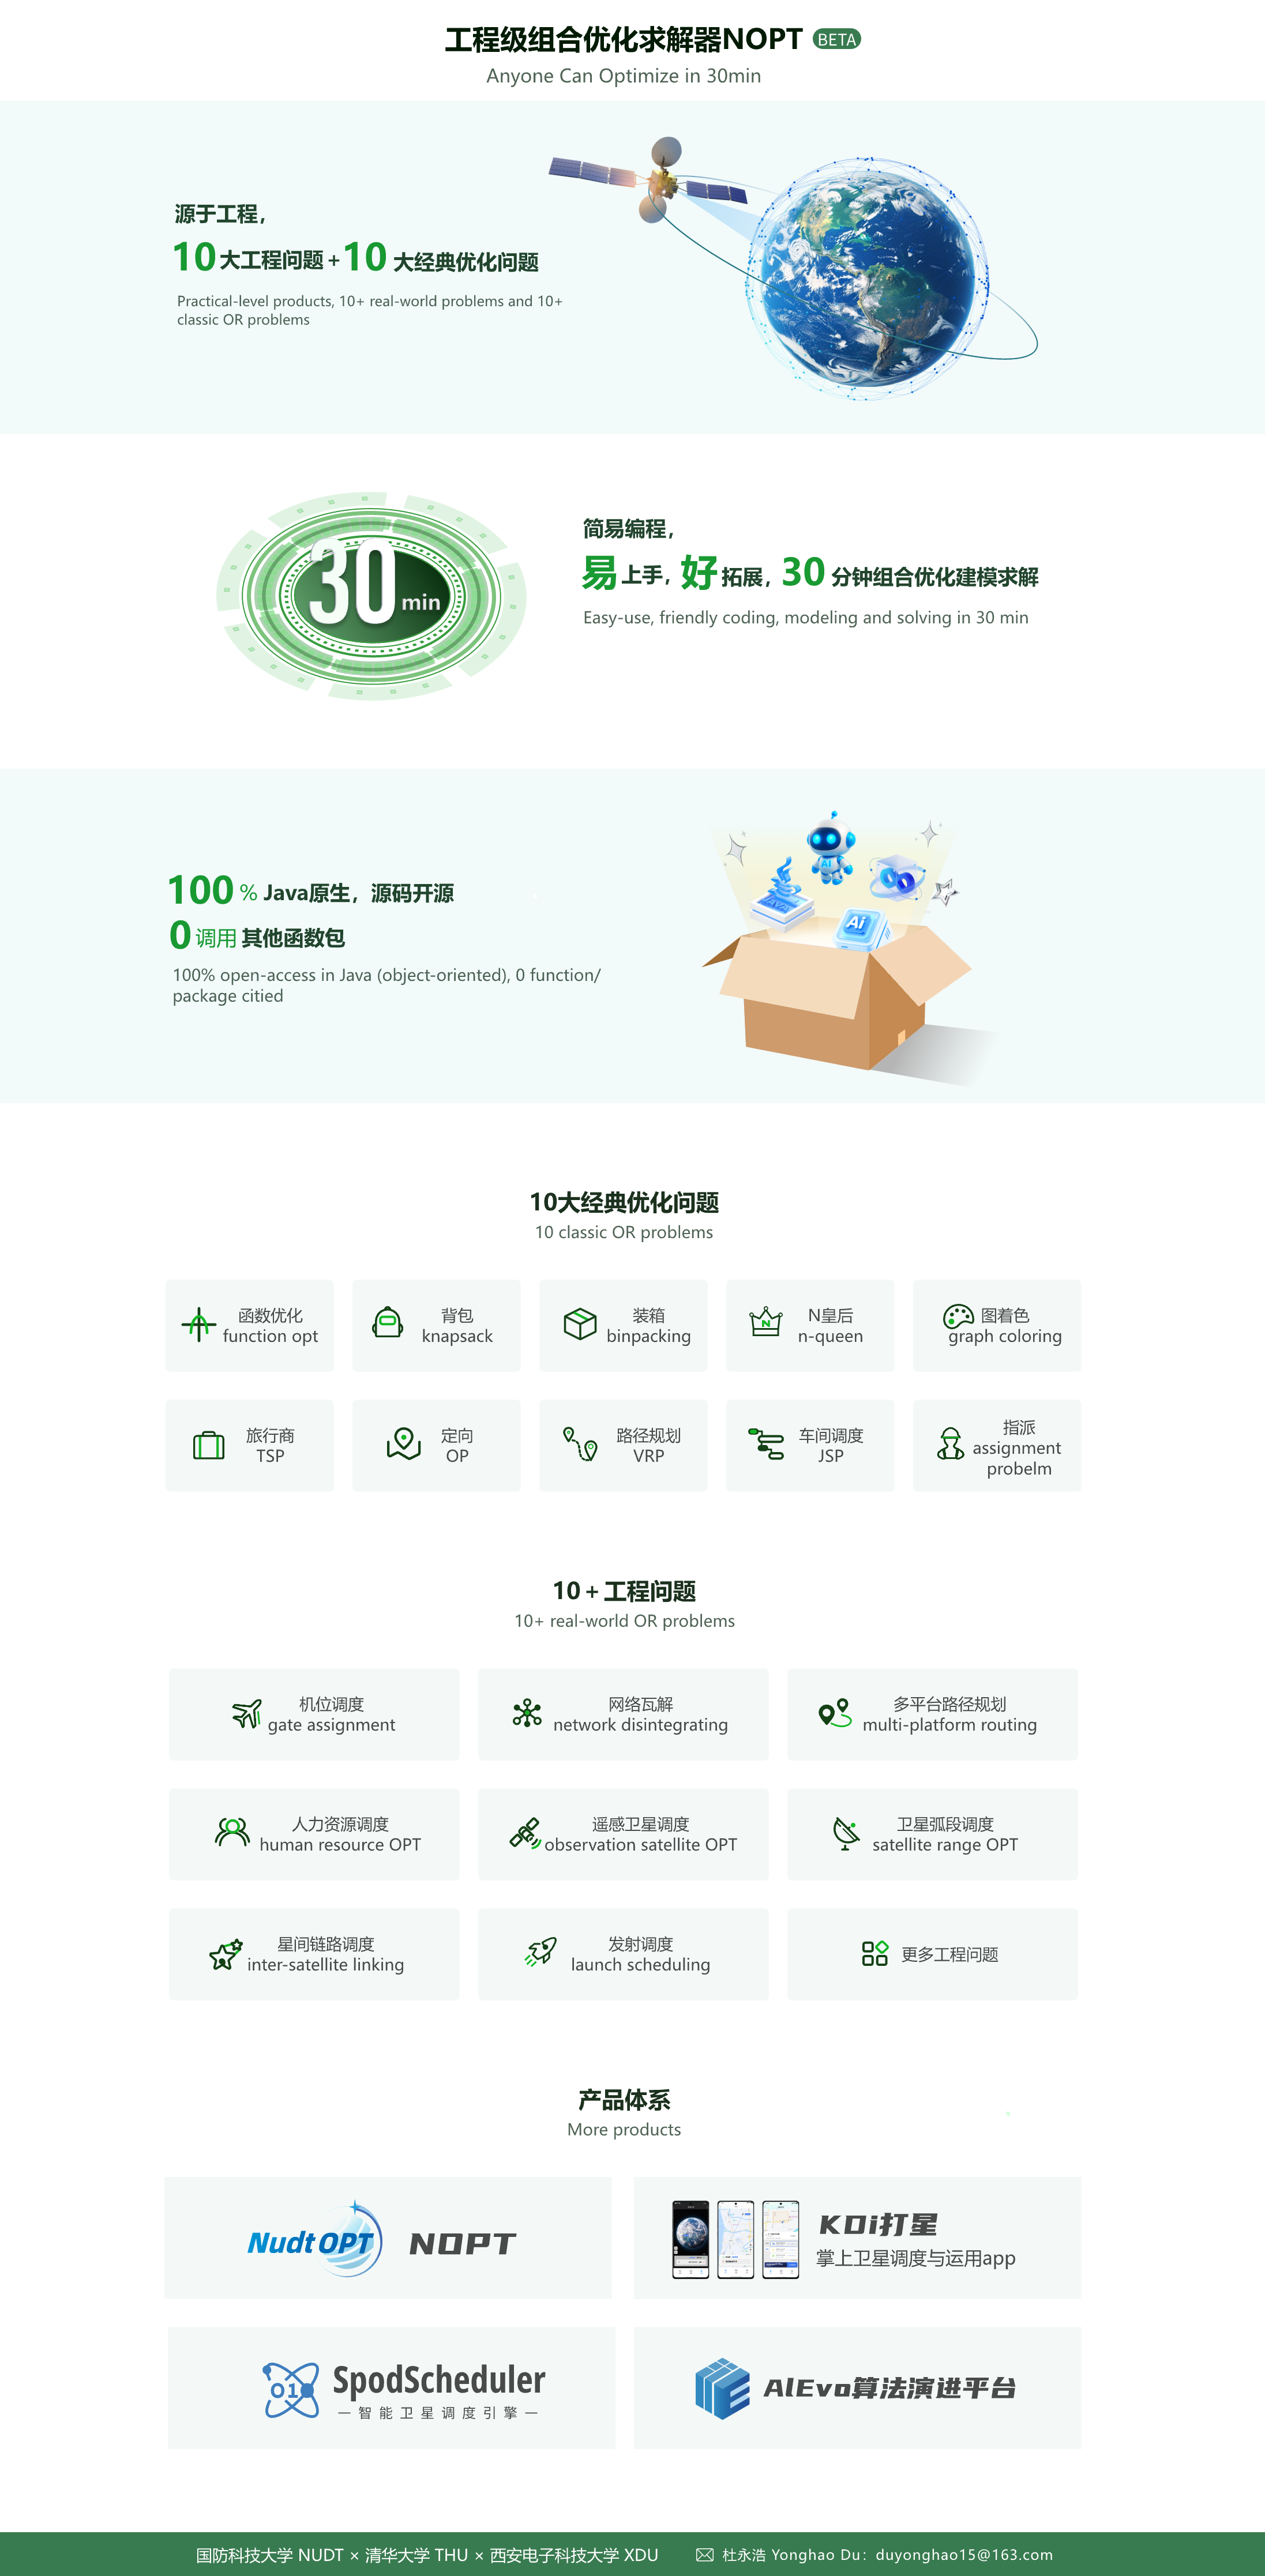 工程级组合优化求解器NOPT BETA
Anyone Can Optimize in 30min
源于工程，
10大工程问题+10大经典优化问题
Practical-level products, 10+ real-world problems and 10+
classic OR problems
30min
简易编程，
易上手，好拓展，30分钟组合优化建模求解
Easy-use, friendly coding, modeling and solving in 30 min
100%Java原生，源码开源
0调用其他函数包
100% open-access in Java (object-oriented), 0 function/
package citied
AI
Ai
10大经典优化问题
10 classic OR problems
函数优化
function opt
背包
knapsack
装箱
binpacking
N
N皇后
n-queen
图着色
graph coloring
旅行商
TSP
定向
OP
路径规划
VRP
车间调度
JSP
指派
assignment
probelm
10+工程问题
10+ real-world OR problems
机位调度
gate assignment
网络瓦解
network disintegrating
多平台路径规划
multi-platform routing
人力资源调度
human resource OPT
遥感卫星调度
observation satellite OPT
卫星弧段调度
satellite range OPT
星间链路调度
inter-satellite linking
发射调度
launch scheduling
更多工程问题
产品体系
More products
NudtOPT
NOPT
KOi打星
掌上卫星调度与运用app
010
SpodScheduler
—智能卫星调度引擎—
AlEvo算法演进平台
国防科技大学 NUDT × 清华大学 THU × 西安电子科技大学 XDU
杜永浩 Yonghao Du：duyonghao15@163.com